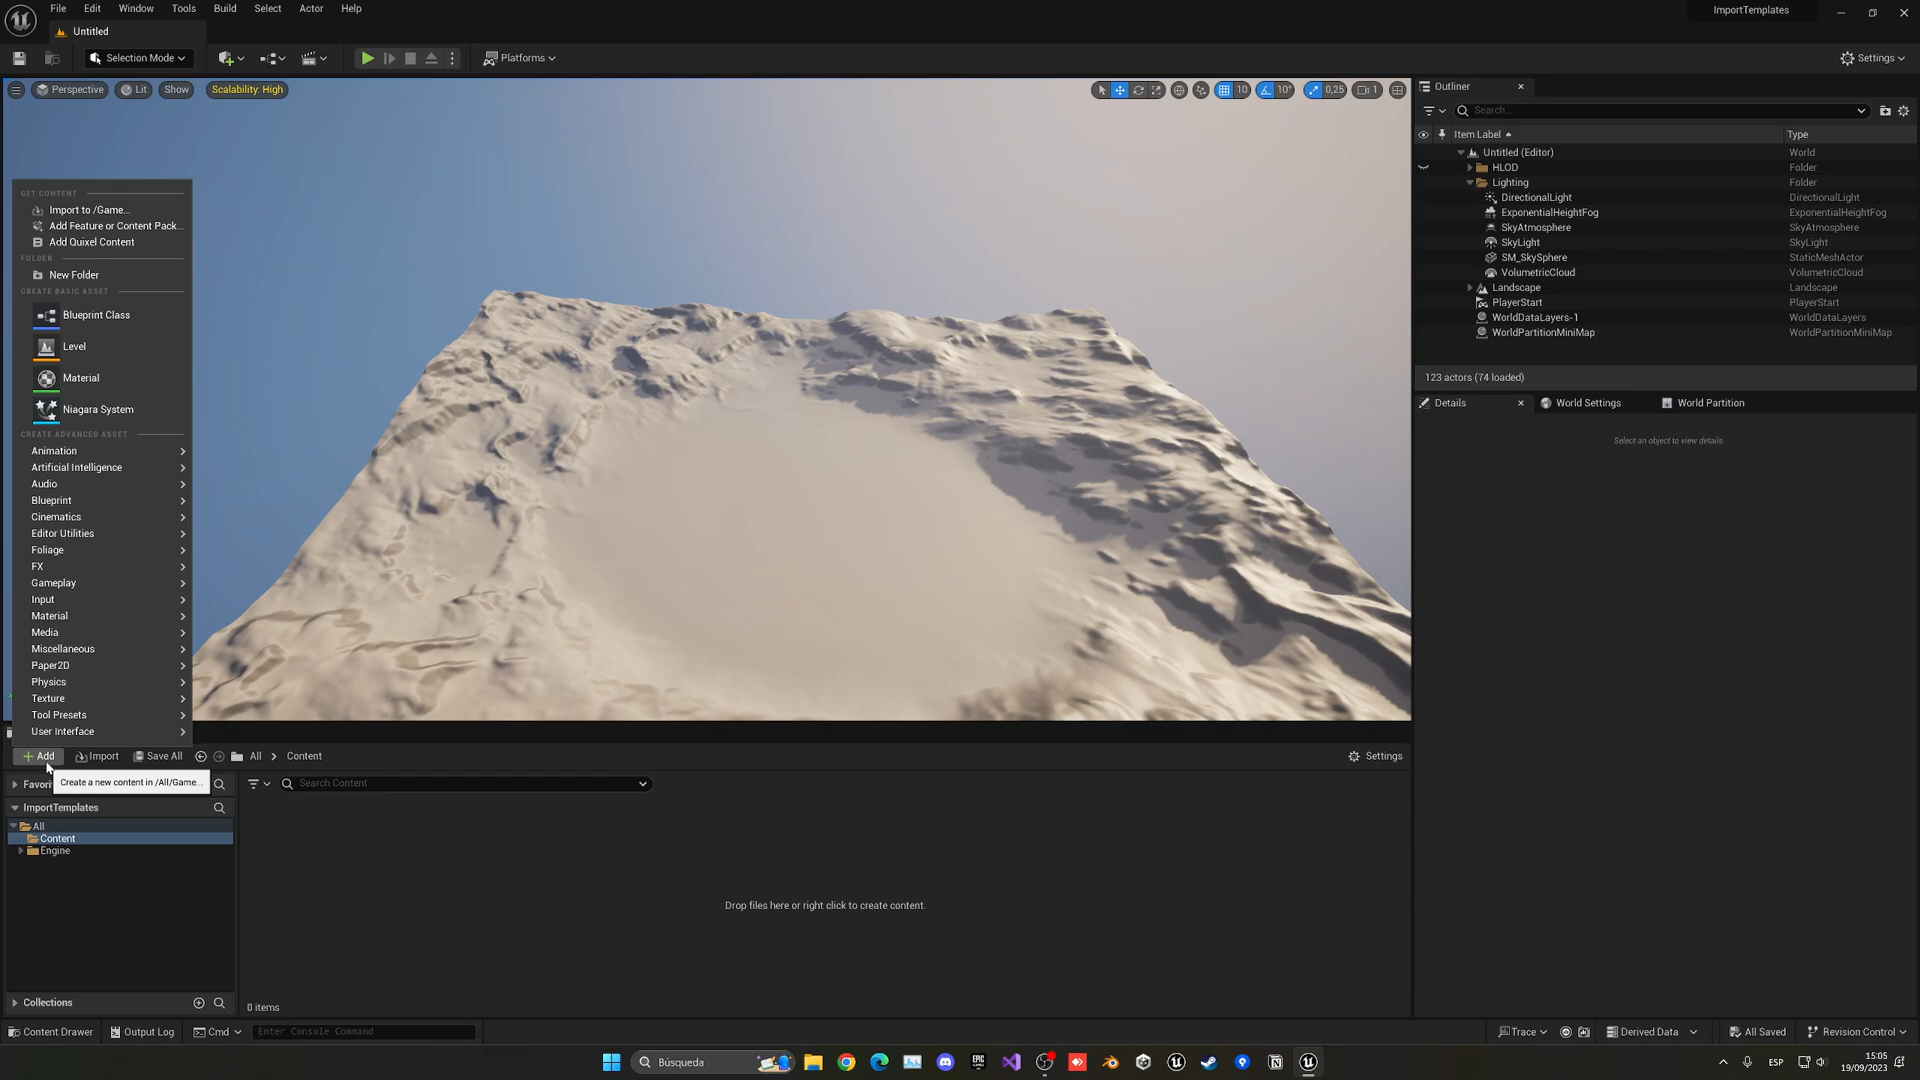 File Edit Window Tools Build Select Actor Help
ImportTemplates
Untitled
Selection Mode
Platforms
Settings
Perspective Lit Show Scalability: High
10 10° 0,25 1
Outliner
Search...
Item Label Type
Untitled (Editor) World
HLOD Folder
Lighting Folder
DirectionalLight DirectionalLight
ExponentialHeightFog ExponentialHeightFog
SkyAtmosphere SkyAtmosphere
SkyLight SkyLight
SM_SkySphere StaticMeshActor
VolumetricCloud VolumetricCloud
Landscape Landscape
PlayerStart PlayerStart
WorldDataLayers-1 WorldDataLayers
WorldPartitionMiniMap WorldPartitionMiniMap
123 actors (74 loaded)
Details World Settings World Partition
Select an object to view details.
GET CONTENT
Import to /Game...
Add Feature or Content Pack...
Add Quixel Content
FOLDER
New Folder
CREATE BASIC ASSET
Blueprint Class
Level
Material
Niagara System
CREATE ADVANCED ASSET
Animation
Artificial Intelligence
Audio
Blueprint
Cinematics
Editor Utilities
Foliage
FX
Gameplay
Input
Material
Media
Miscellaneous
Paper2D
Physics
Texture
Tool Presets
User Interface
Add Import Save All All Content
Settings
Create a new content in /All/Game...
Search Content
ImportTemplates
All
Content
Engine
Drop files here or right click to create content.
Collections
0 items
Content Drawer Output Log Cmd Enter Console Command
Trace Derived Data All Saved Revision Control
Búsqueda
ESP
15:05
19/09/2023